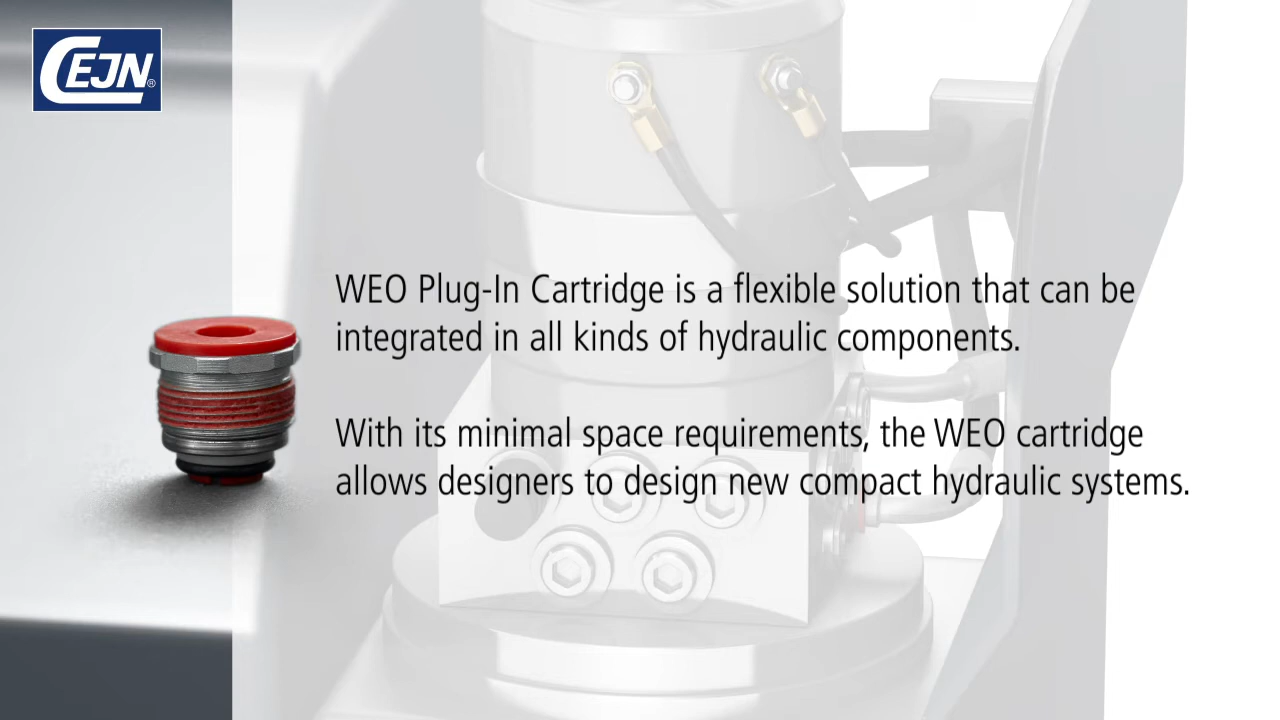 CEJN®
WEO Plug-In Cartridge is a flexible solution that can be
integrated in all kinds of hydraulic components.
With its minimal space requirements, the WEO cartridge
allows designers to design new compact hydraulic systems.